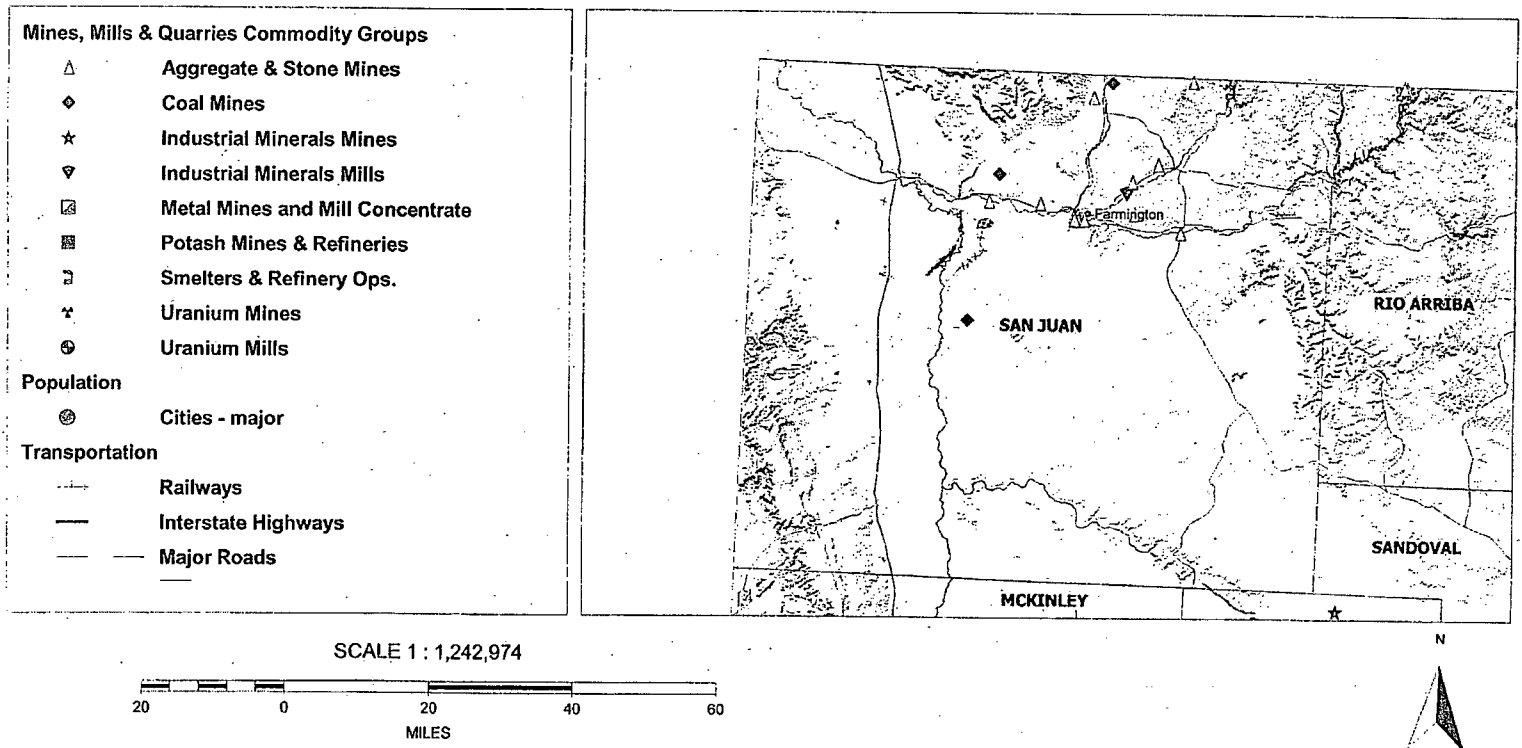 Mines, Mills & Quarries Commodity Groups
Aggregate & Stone Mines
Coal Mines
Industrial Minerals Mines
Industrial Minerals Mills
Metal Mines and Mill Concentrate
Potash Mines & Refineries
Smelters & Refinery Ops.
Uranium Mines
Uranium Mills
Population
Cities - major
Transportation
Railways
Interstate Highways
Major Roads
Farmington
RIO ARRIBA
SAN JUAN
SANDOVAL
MCKINLEY
SCALE 1 : 1,242,974
20 0 20 40 60
MILES
N